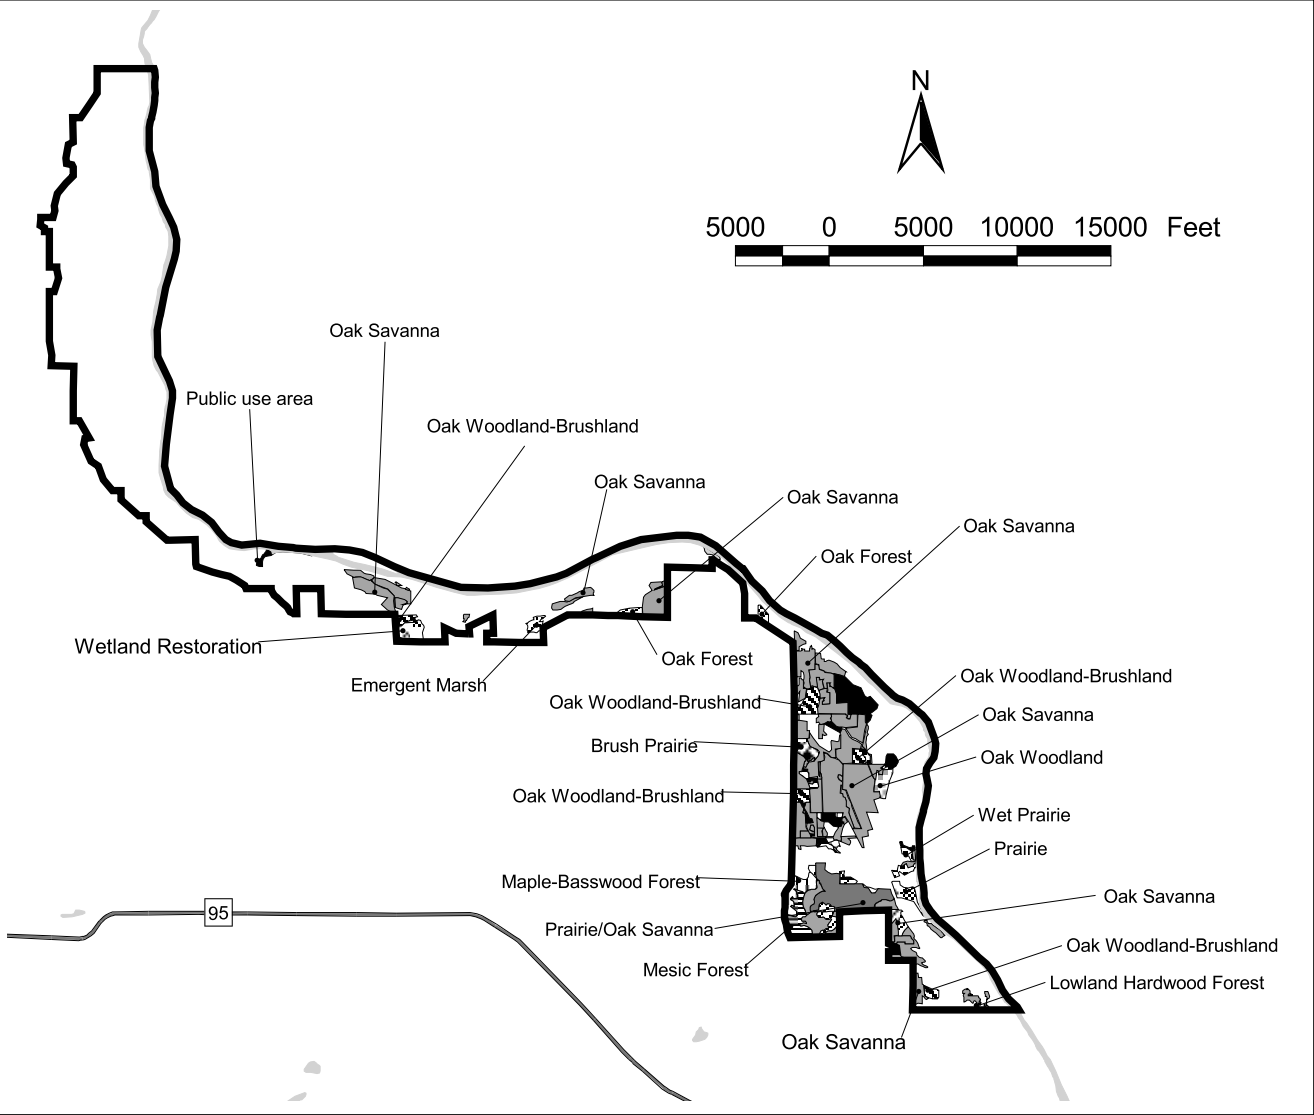 N
5000 0 5000 10000 15000 Feet
Oak Savanna
Public use area
Oak Woodland-Brushland
Oak Savanna
Oak Savanna
Oak Savanna
Oak Forest
Wetland Restoration
Oak Forest
Emergent Marsh
Oak Woodland-Brushland
Oak Woodland-Brushland
Oak Savanna
Brush Prairie
Oak Woodland
Oak Woodland-Brushland
Wet Prairie
Prairie
Maple-Basswood Forest
Oak Savanna
95
Prairie/Oak Savanna
Oak Woodland-Brushland
Mesic Forest
Lowland Hardwood Forest
Oak Savanna